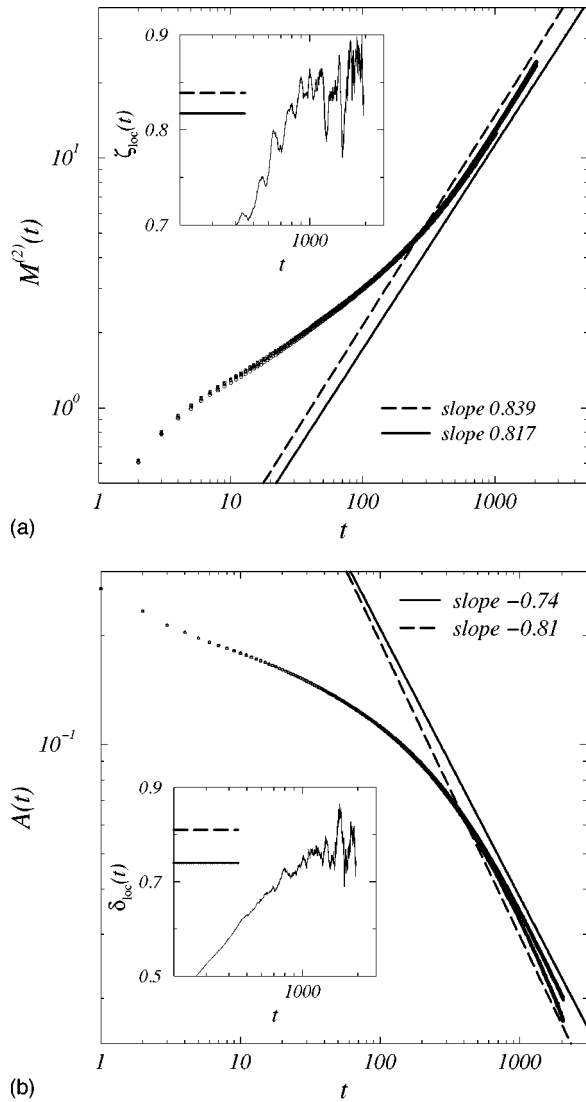 0.9
0.8
0.7
ζloc(t)
1000
t
10¹
10⁰
M⁽²⁾(t)
slope 0.839
slope 0.817
1 10 100 1000
t
(a)
slope −0.74
slope −0.81
10⁻¹
A(t)
0.9
0.7
0.5
δloc(t)
1000
t
1 10 100 1000
t
(b)